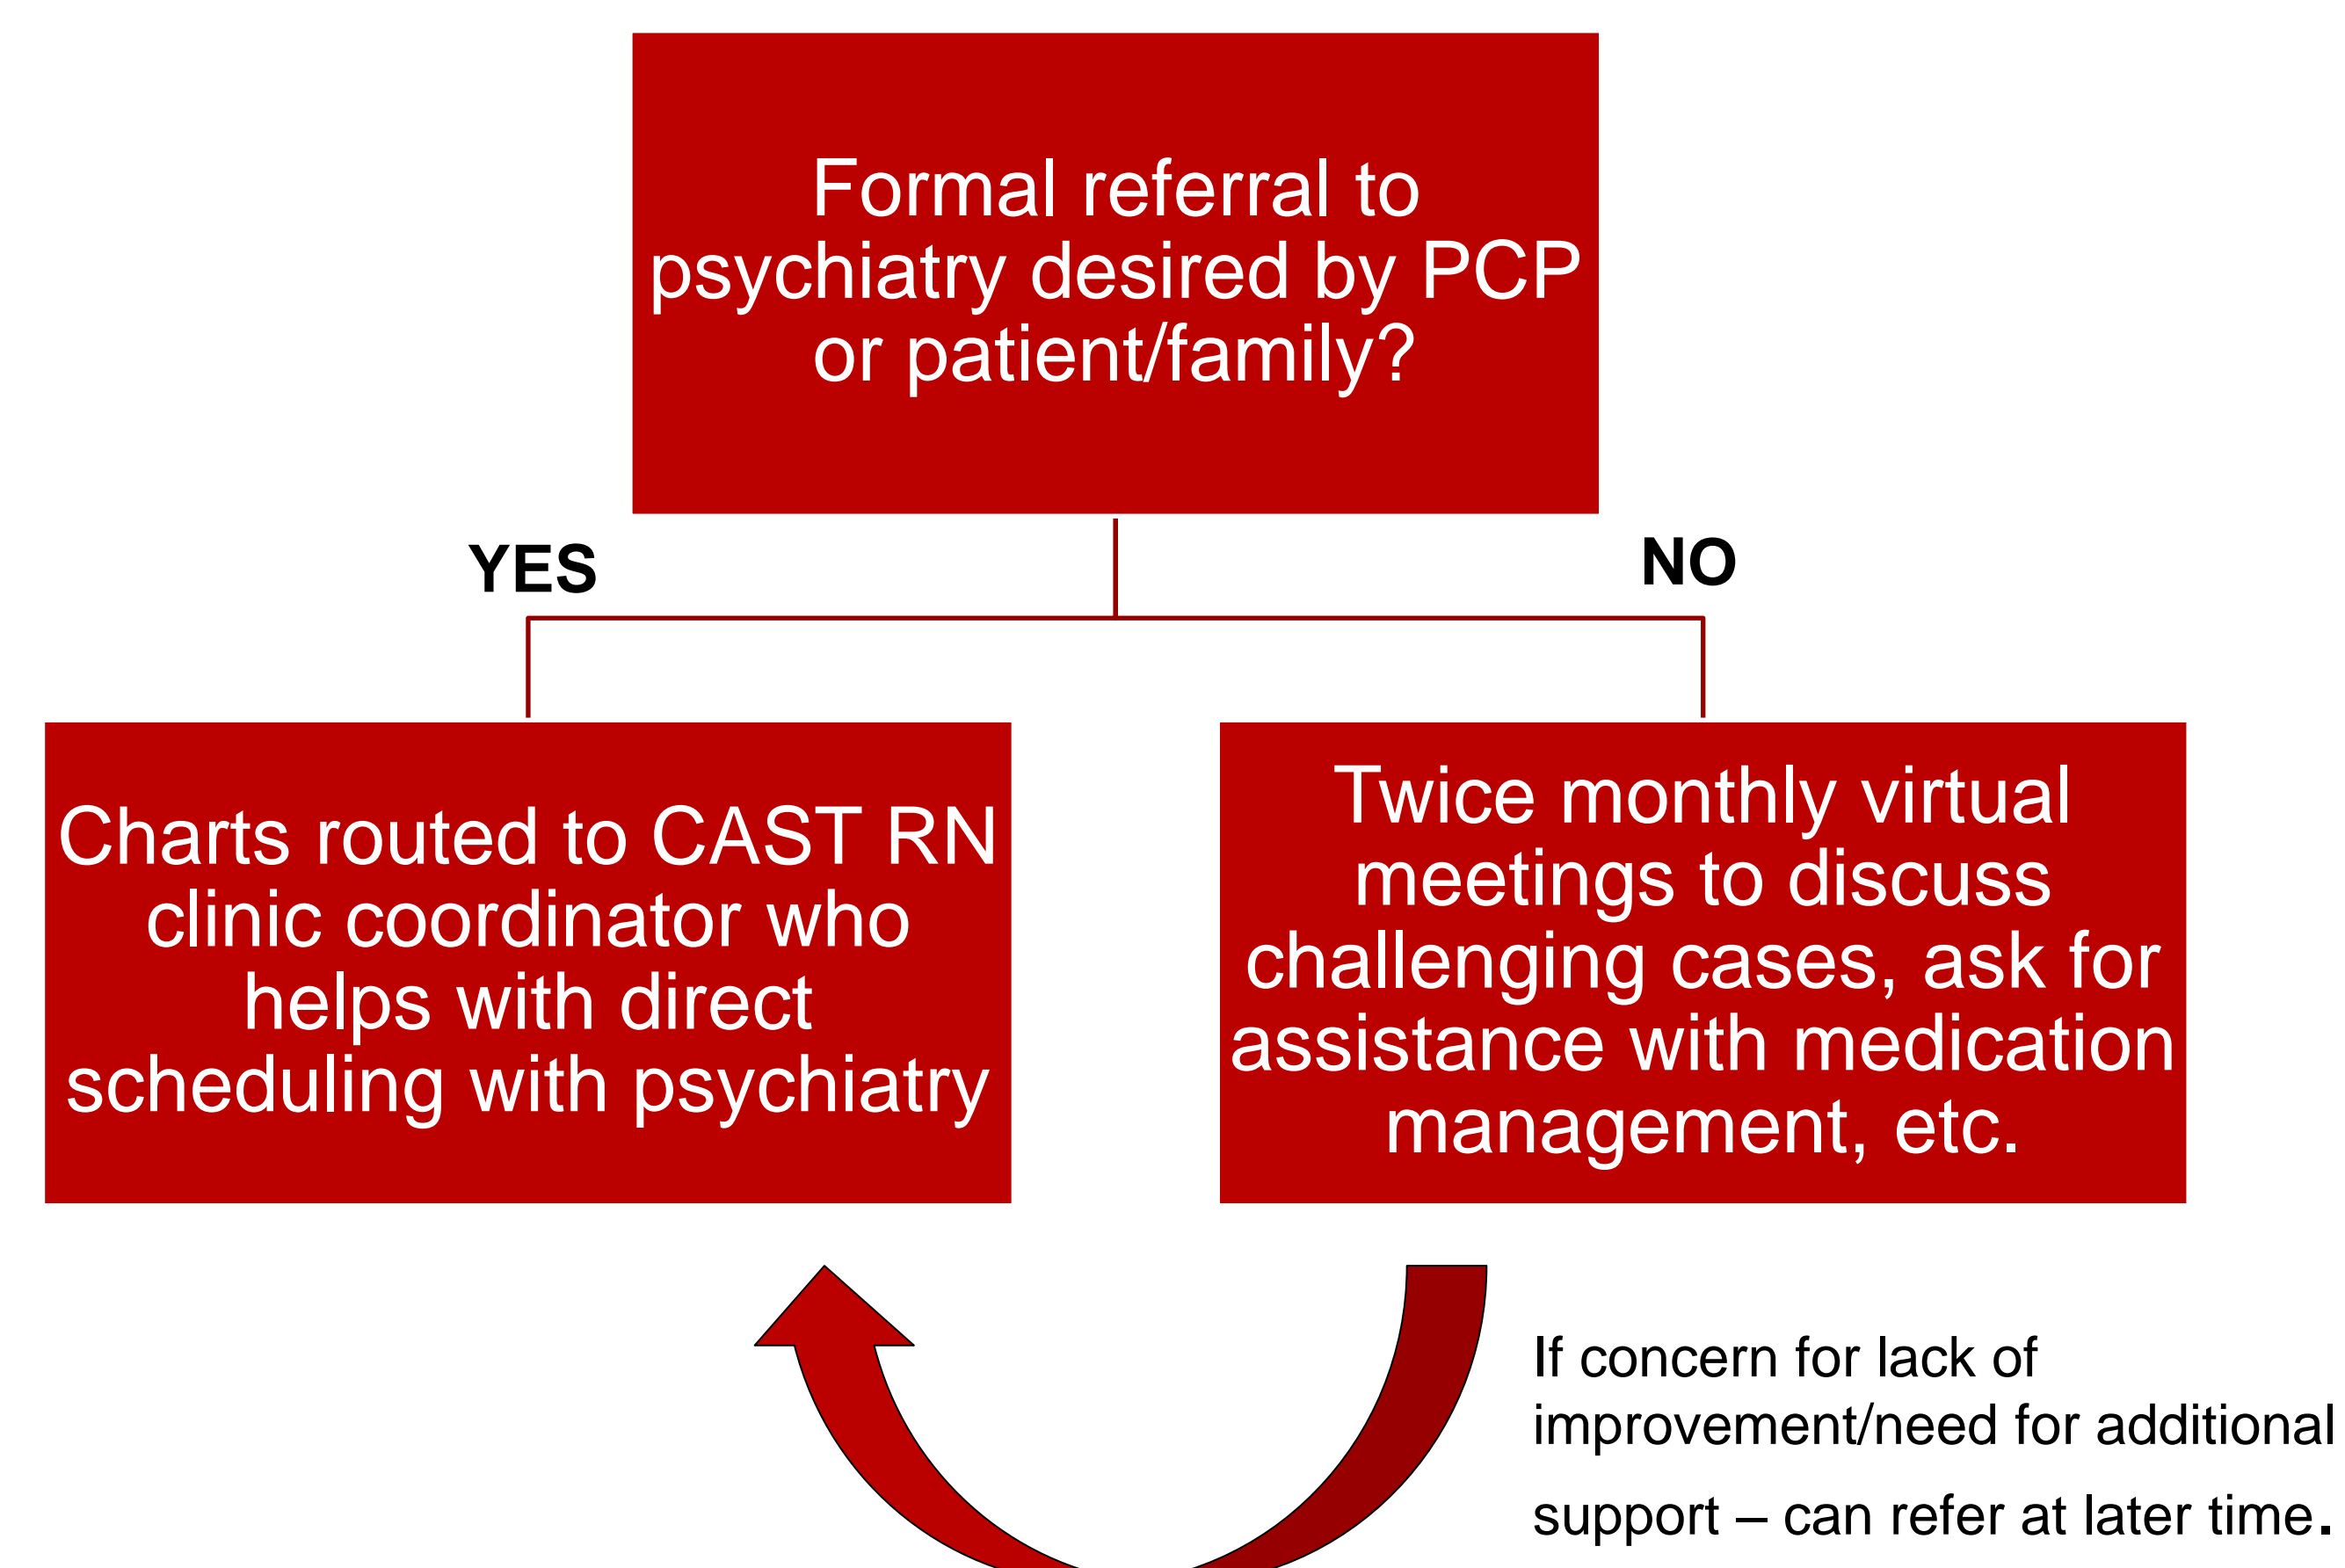 Formal referral to
psychiatry desired by PCP
or patient/family?
YES
NO
Charts routed to CAST RN
clinic coordinator who
helps with direct
scheduling with psychiatry
Twice monthly virtual
meetings to discuss
challenging cases, ask for
assistance with medication
management, etc.
If concern for lack of
improvement/need for additional
support – can refer at later time.